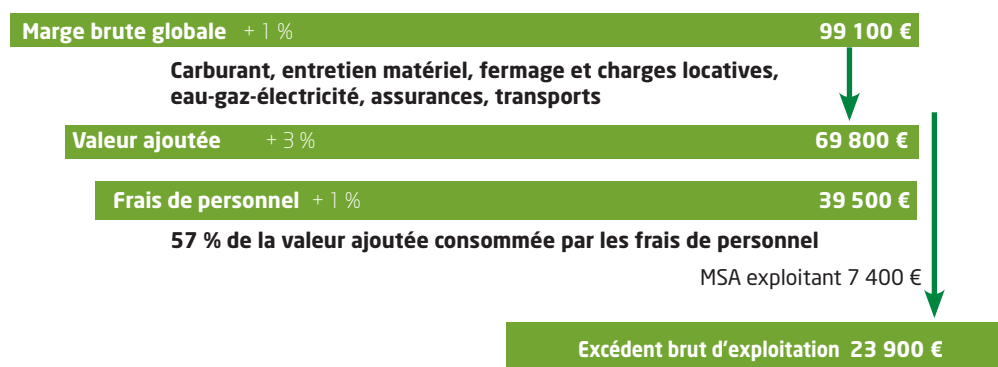 Marge brute globale + 1 % 99 100 €
Carburant, entretien matériel, fermage et charges locatives,
eau-gaz-électricité, assurances, transports
Valeur ajoutée + 3 % 69 800 €
Frais de personnel + 1 % 39 500 €
57 % de la valeur ajoutée consommée par les frais de personnel
MSA exploitant 7 400 €
Excédent brut d'exploitation 23 900 €